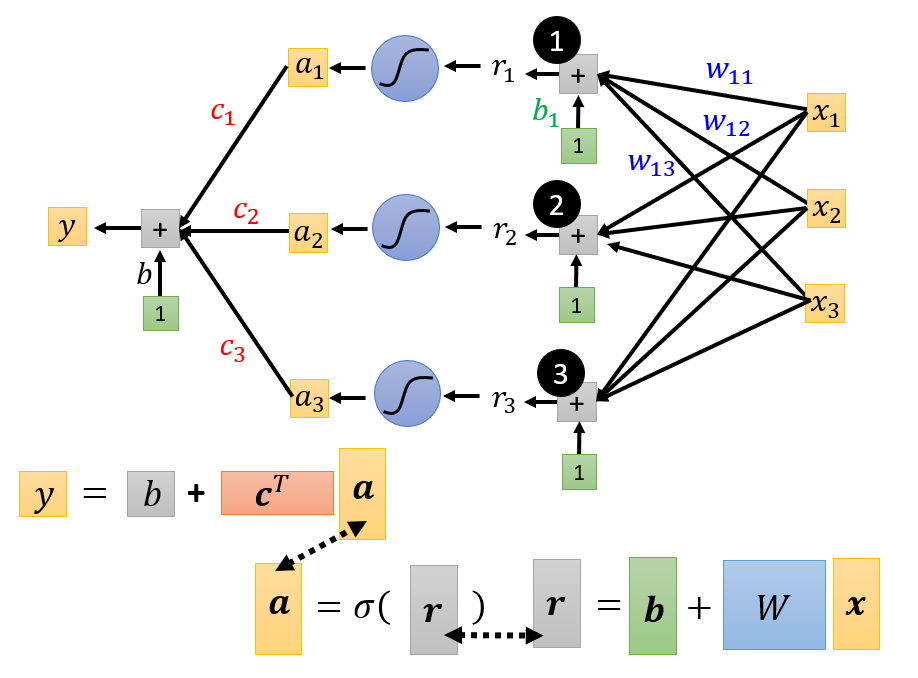 1
a₁ r₁ + w₁₁
c₁ b₁ w₁₂ x₁
1
w₁₃
2
y + c₂ a₂ r₂ + x₂
b
1 1 x₃
c₃ 3
a₃ r₃ +
1
y = b + cᵀ a
a = σ( r ) r = b + W x